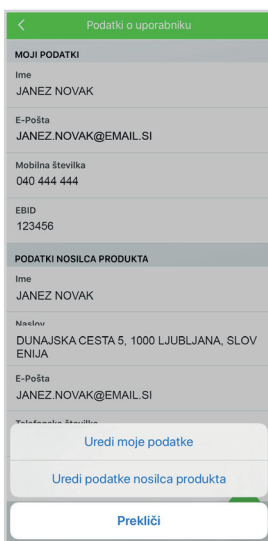 Podatki o uporabniku
MOJI PODATKI
Ime
JANEZ NOVAK
E-Pošta
JANEZ.NOVAK@EMAIL.SI
Mobilna številka
040 444 444
EBID
123456
PODATKI NOSILCA PRODUKTA
Ime
JANEZ NOVAK
Naslov
DUNAJSKA CESTA 5, 1000 LJUBLJANA, SLOV
ENIJA
E-Pošta
JANEZ.NOVAK@EMAIL.SI
Telefonska številka
Uredi moje podatke
Uredi podatke nosilca produkta
Prekliči